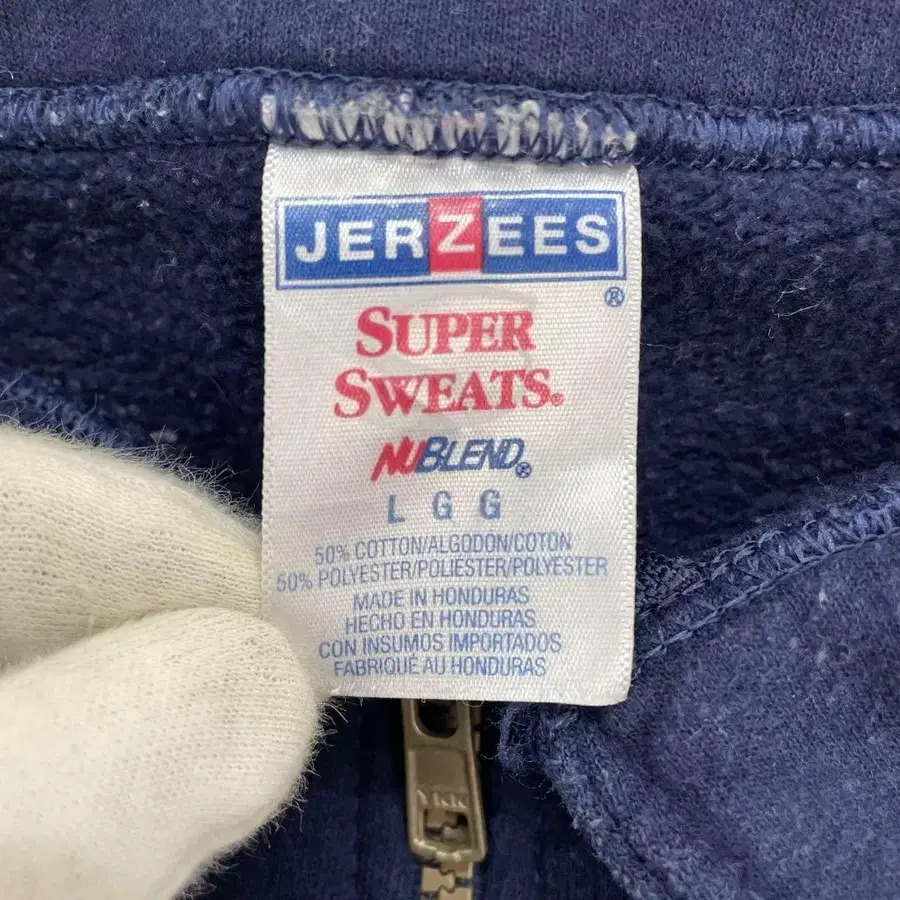 JERZEES
®
SUPER
SWEATS®
NUBLEND®
L G G
50% COTTON/ALGODON/COTON
50% POLYESTER/POLIÉSTER/POLYESTER
MADE IN HONDURAS
HECHO EN HONDURAS
CON INSUMOS IMPORTADOS
FABRIQUÉ AU HONDURAS
YKK